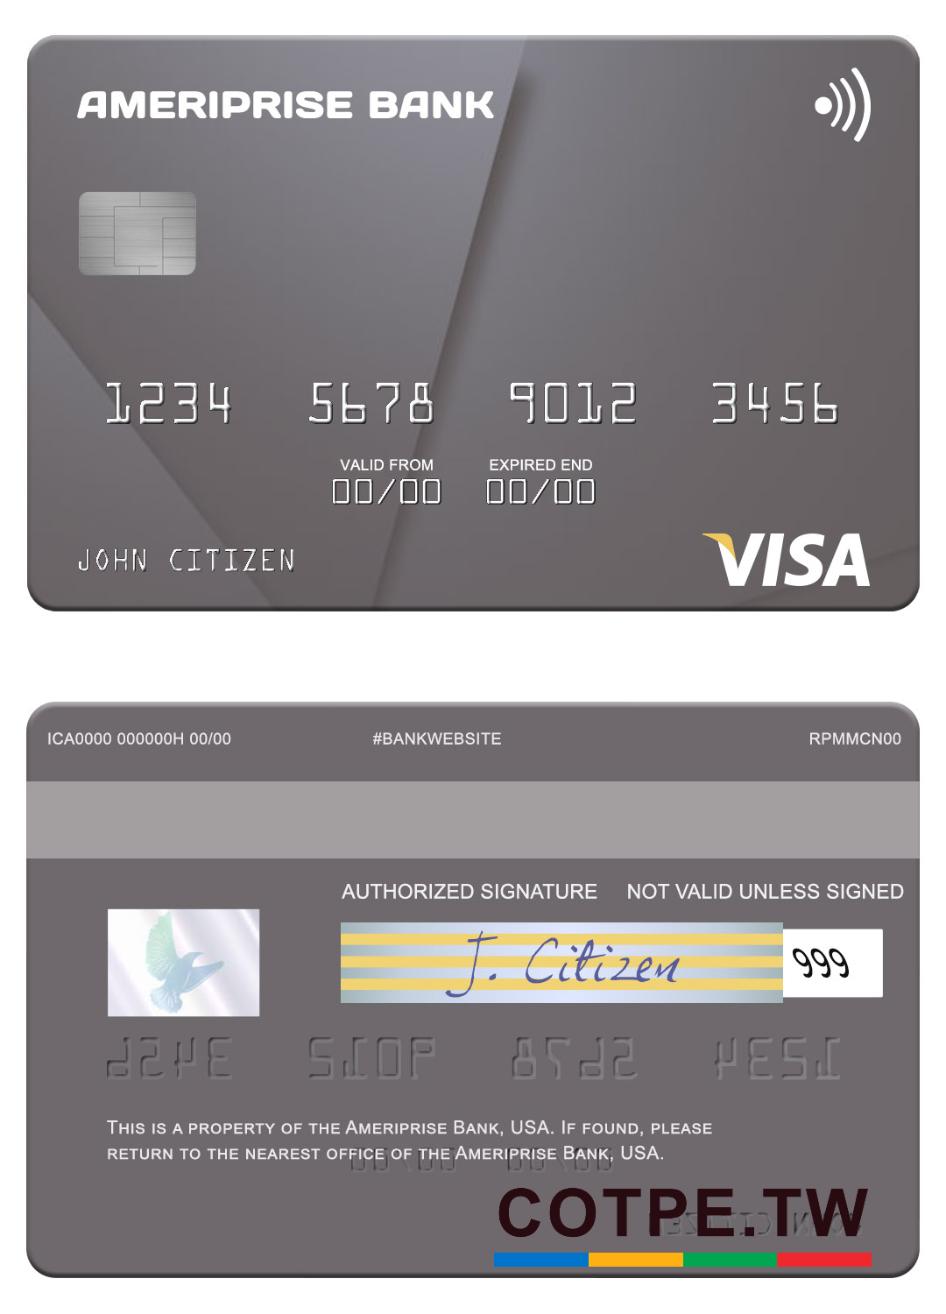 AMERIPRISE BANK
1234 5678 9012 3456
VALID FROM EXPIRED END
00/00 00/00
JOHN CITIZEN
VISA
ICA0000 000000H 00/00 #BANKWEBSITE RPMMCN00
AUTHORIZED SIGNATURE NOT VALID UNLESS SIGNED
J. Citizen 999
THIS IS A PROPERTY OF THE AMERIPRISE BANK, USA. IF FOUND, PLEASE
RETURN TO THE NEAREST OFFICE OF THE AMERIPRISE BANK, USA.
COTPE.TW